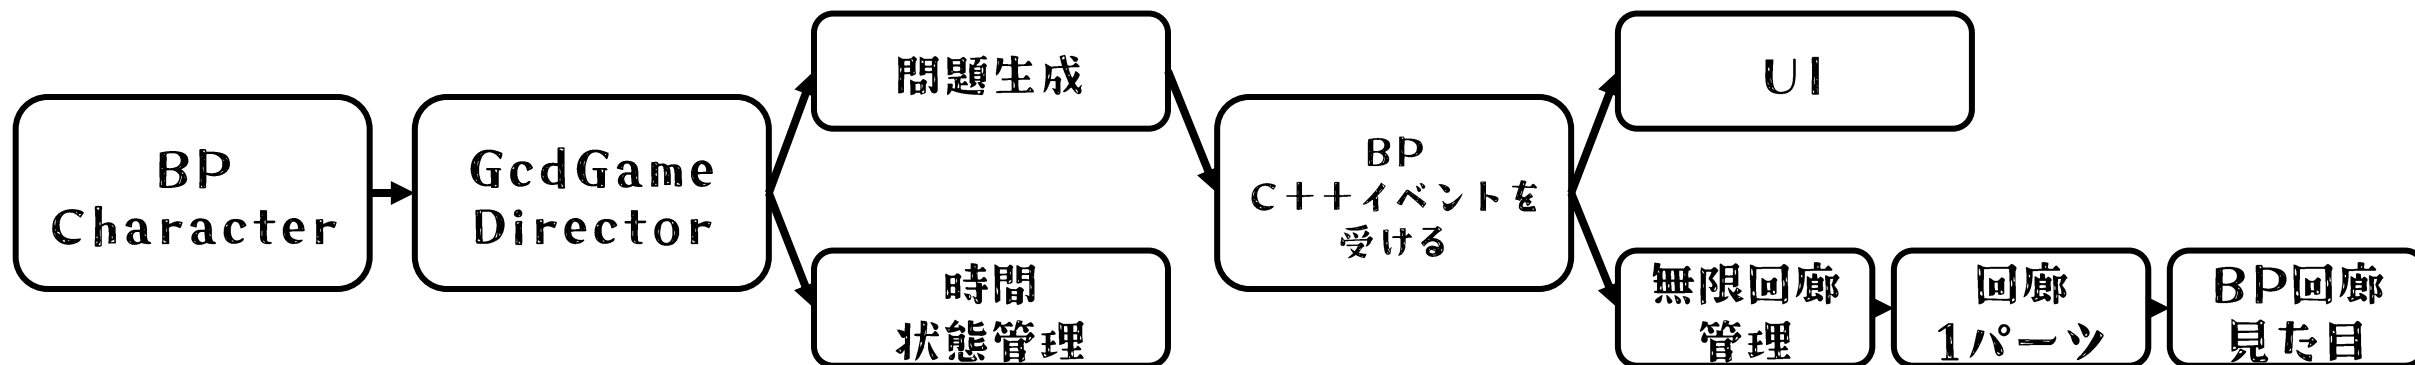 BP
Character
GcdGame
Director
問題生成
時間
状態管理
BP
C++イベントを
受ける
UI
無限回廊
管理
回廊
1パーツ
BP回廊
見た目